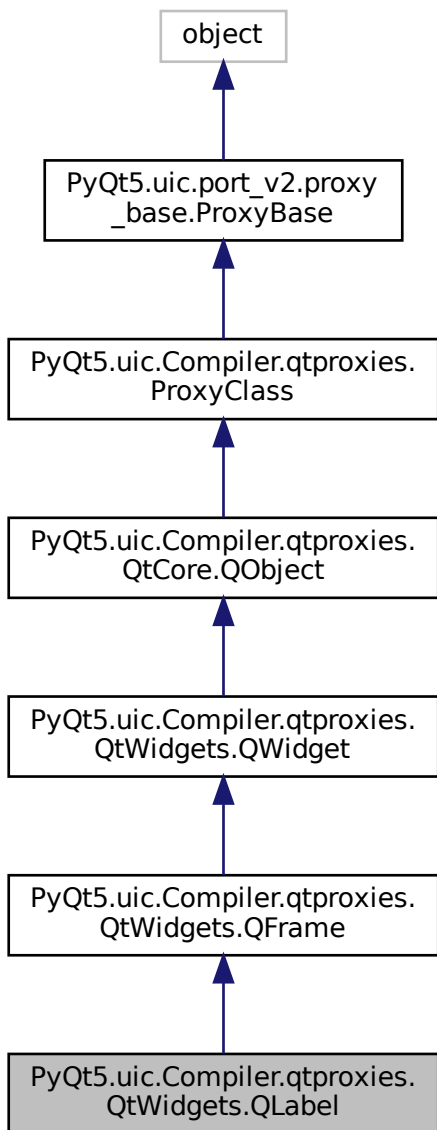 object
PyQt5.uic.port_v2.proxy
_base.ProxyBase
PyQt5.uic.Compiler.qtproxies.
ProxyClass
PyQt5.uic.Compiler.qtproxies.
QtCore.QObject
PyQt5.uic.Compiler.qtproxies.
QtWidgets.QWidget
PyQt5.uic.Compiler.qtproxies.
QtWidgets.QFrame
PyQt5.uic.Compiler.qtproxies.
QtWidgets.QLabel